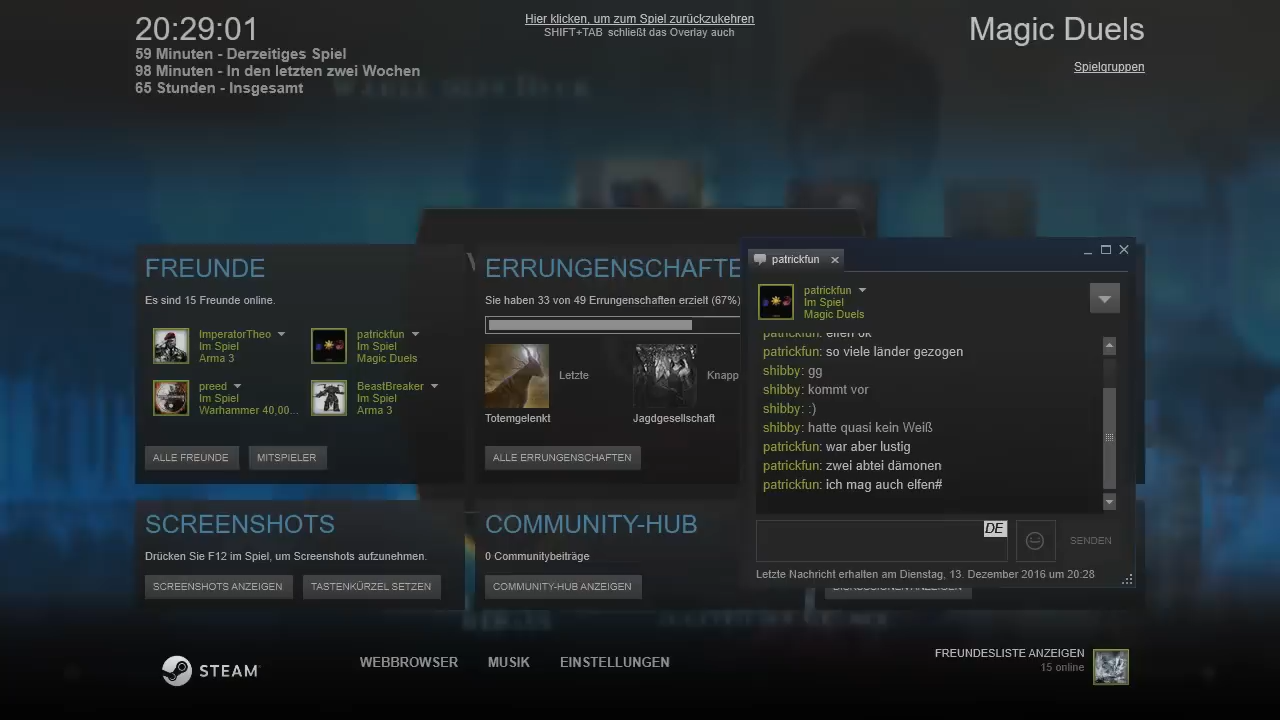 20:29:01
59 Minuten - Derzeitiges Spiel
98 Minuten - In den letzten zwei Wochen
65 Stunden - Insgesamt
Hier klicken, um zum Spiel zurückzukehren
SHIFT+TAB schließt das Overlay auch
Magic Duels
Spielgruppen
FREUNDE
Es sind 15 Freunde online.
ImperatorTheo
Im Spiel
Arma 3
patrickfun
Im Spiel
Magic Duels
preed
Im Spiel
Warhammer 40,00...
BeastBreaker
Im Spiel
Arma 3
ALLE FREUNDE
MITSPIELER
ERRUNGENSCHAFTE
Sie haben 33 von 49 Errungenschaften erzielt (67%)
Letzte
Knapp
Totemgelenkt
Jagdgesellschaft
ALLE ERRUNGENSCHAFTEN
patrickfun
patrickfun
Im Spiel
Magic Duels
patrickfun: elfen ok
patrickfun: so viele länder gezogen
shibby: gg
shibby: kommt vor
shibby: :)
shibby: hatte quasi kein Weiß
patrickfun: war aber lustig
patrickfun: zwei abtei dämonen
patrickfun: ich mag auch elfen#
DE
SENDEN
Letzte Nachricht erhalten am Dienstag, 13. Dezember 2016 um 20:28
SCREENSHOTS
Drücken Sie F12 im Spiel, um Screenshots aufzunehmen.
SCREENSHOTS ANZEIGEN
TASTENKÜRZEL SETZEN
COMMUNITY-HUB
0 Communitybeiträge
COMMUNITY-HUB ANZEIGEN
DISKUSSIONEN ANZEIGEN
STEAM
WEBBROWSER
MUSIK
EINSTELLUNGEN
FREUNDESLISTE ANZEIGEN
15 online